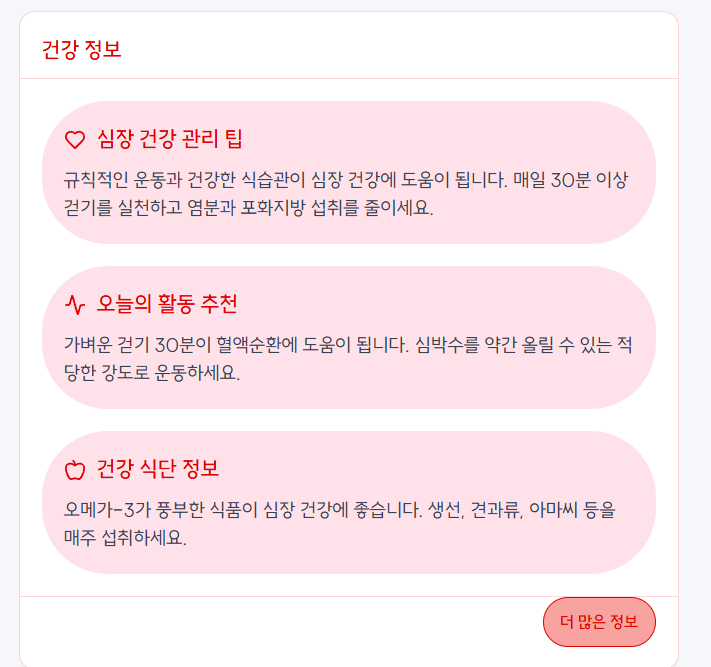 건강 정보
심장 건강 관리 팁
규칙적인 운동과 건강한 식습관이 심장 건강에 도움이 됩니다. 매일 30분 이상
걷기를 실천하고 염분과 포화지방 섭취를 줄이세요.
오늘의 활동 추천
가벼운 걷기 30분이 혈액순환에 도움이 됩니다. 심박수를 약간 올릴 수 있는 적
당한 강도로 운동하세요.
건강 식단 정보
오메가-3가 풍부한 식품이 심장 건강에 좋습니다. 생선, 견과류, 아마씨 등을
매주 섭취하세요.
더 많은 정보